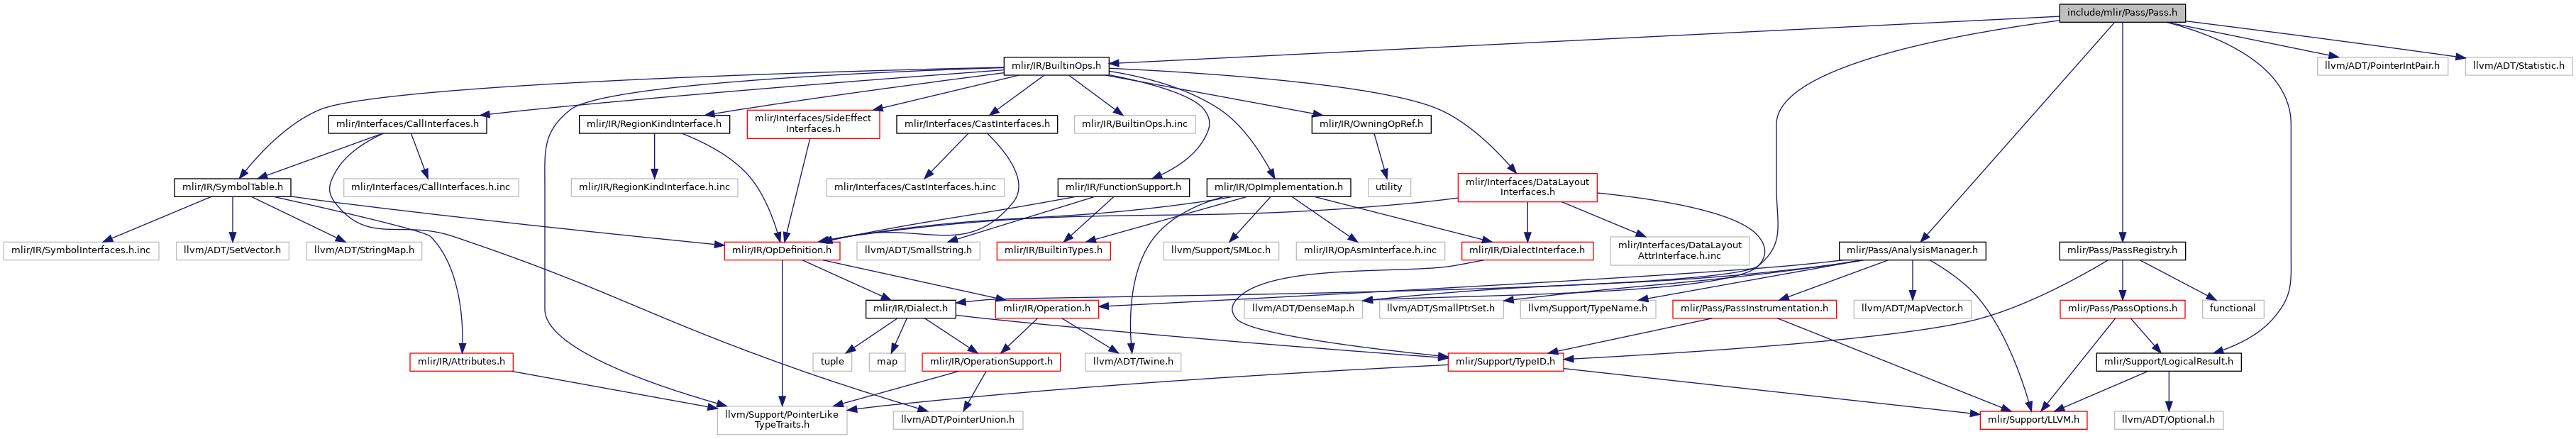 include/mlir/Pass/Pass.h
mlir/IR/BuiltinOps.h
llvm/ADT/PointerIntPair.h
llvm/ADT/Statistic.h
mlir/Interfaces/CallInterfaces.h
mlir/IR/RegionKindInterface.h
mlir/Interfaces/SideEffect
Interfaces.h
mlir/Interfaces/CastInterfaces.h
mlir/IR/BuiltinOps.h.inc
mlir/IR/OwningOpRef.h
mlir/IR/SymbolTable.h
mlir/Interfaces/CallInterfaces.h.inc
mlir/IR/RegionKindInterface.h.inc
mlir/Interfaces/CastInterfaces.h.inc
mlir/IR/FunctionSupport.h
mlir/IR/OpImplementation.h
utility
mlir/Interfaces/DataLayout
Interfaces.h
mlir/IR/SymbolInterfaces.h.inc
llvm/ADT/SetVector.h
llvm/ADT/StringMap.h
mlir/IR/OpDefinition.h
llvm/ADT/SmallString.h
mlir/IR/BuiltinTypes.h
llvm/Support/SMLoc.h
mlir/IR/OpAsmInterface.h.inc
mlir/IR/DialectInterface.h
mlir/Interfaces/DataLayout
AttrInterface.h.inc
mlir/Pass/AnalysisManager.h
mlir/Pass/PassRegistry.h
mlir/IR/Dialect.h
mlir/IR/Operation.h
llvm/ADT/DenseMap.h
llvm/ADT/SmallPtrSet.h
llvm/Support/TypeName.h
mlir/Pass/PassInstrumentation.h
llvm/ADT/MapVector.h
mlir/Pass/PassOptions.h
functional
mlir/IR/Attributes.h
tuple
map
mlir/IR/OperationSupport.h
llvm/ADT/Twine.h
mlir/Support/TypeID.h
mlir/Support/LogicalResult.h
llvm/Support/PointerLike
TypeTraits.h
llvm/ADT/PointerUnion.h
mlir/Support/LLVM.h
llvm/ADT/Optional.h